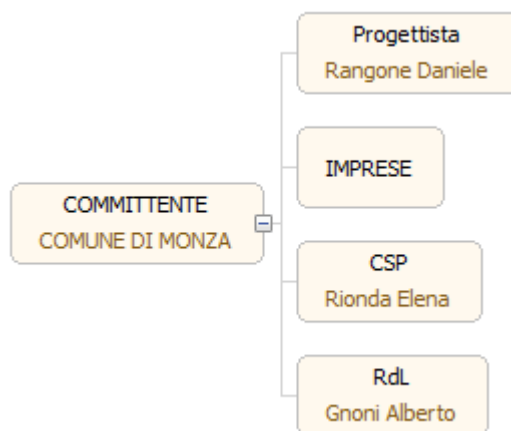 Progettista
Rangone Daniele
IMPRESE
COMMITTENTE
COMUNE DI MONZA
CSP
Rionda Elena
RdL
Gnoni Alberto